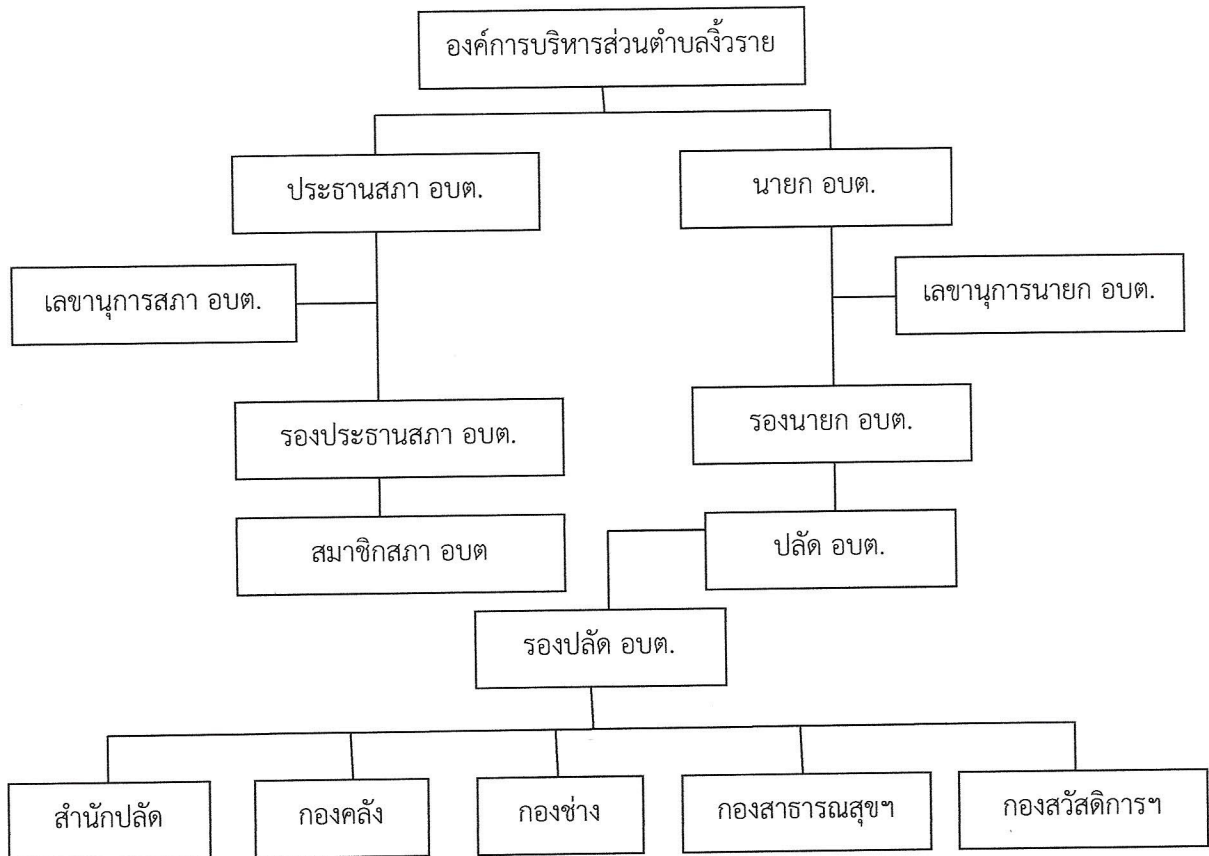 องค์การบริหารส่วนตำบลงิ้วราย
ประธานสภา อบต.
นายก อบต.
เลขานุการสภา อบต.
เลขานุการนายก อบต.
รองประธานสภา อบต.
รองนายก อบต.
สมาชิกสภา อบต
ปลัด อบต.
รองปลัด อบต.
สำนักปลัด
กองคลัง
กองช่าง
กองสาธารณสุขฯ
กองสวัสดิการฯ